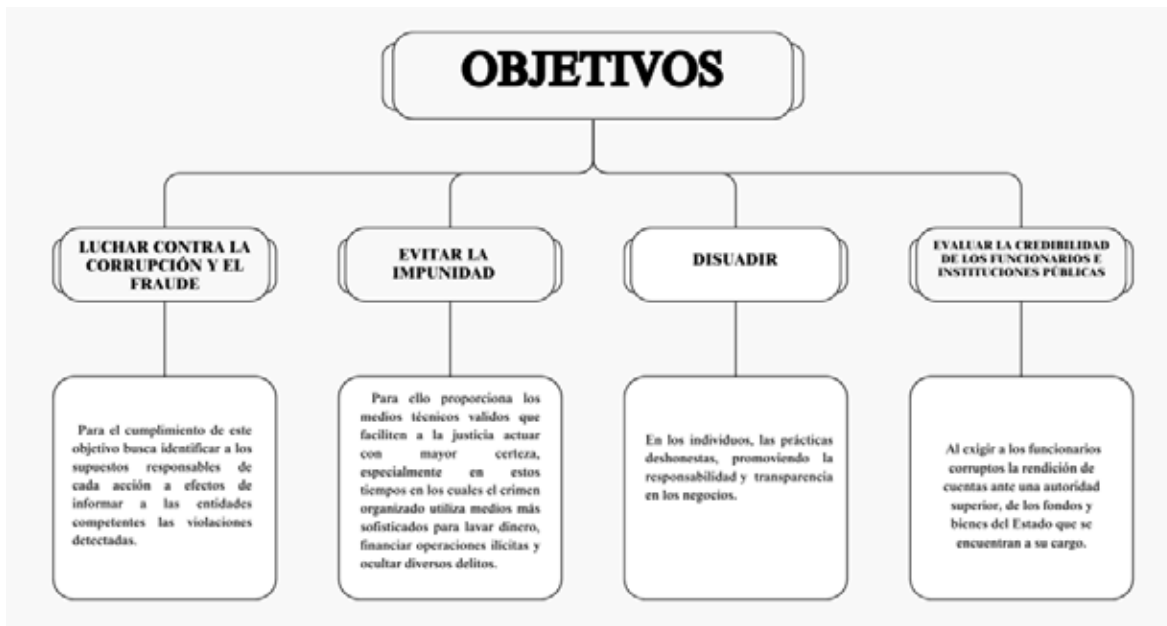 OBJETIVOS
LUCHAR CONTRA LA
CORRUPCIÓN Y EL
FRAUDE
EVITAR LA
IMPUNIDAD
DISUADIR
EVALUAR LA CREDIBILIDAD
DE LOS FUNCIONARIOS E
INSTITUCIONES PÚBLICAS
Para el cumplimiento de este
objetivo busca identificar a los
supuestos responsables de
cada acción a efectos de
informar a las entidades
competentes las violaciones
detectadas.
Para ello proporciona los
medios técnicos validos que
faciliten a la justicia actuar
con mayor certeza,
especialmente en estos
tiempos en los cuales el crimen
organizado utiliza medios más
sofisticados para lavar dinero,
financiar operaciones ilícitas y
ocultar diversos delitos.
En los individuos, las prácticas
deshonestas, promoviendo la
responsabilidad y transparencia
en los negocios.
Al exigir a los funcionarios
corruptos la rendición de
cuentas ante una autoridad
superior, de los fondos y
bienes del Estado que se
encuentran a su cargo.